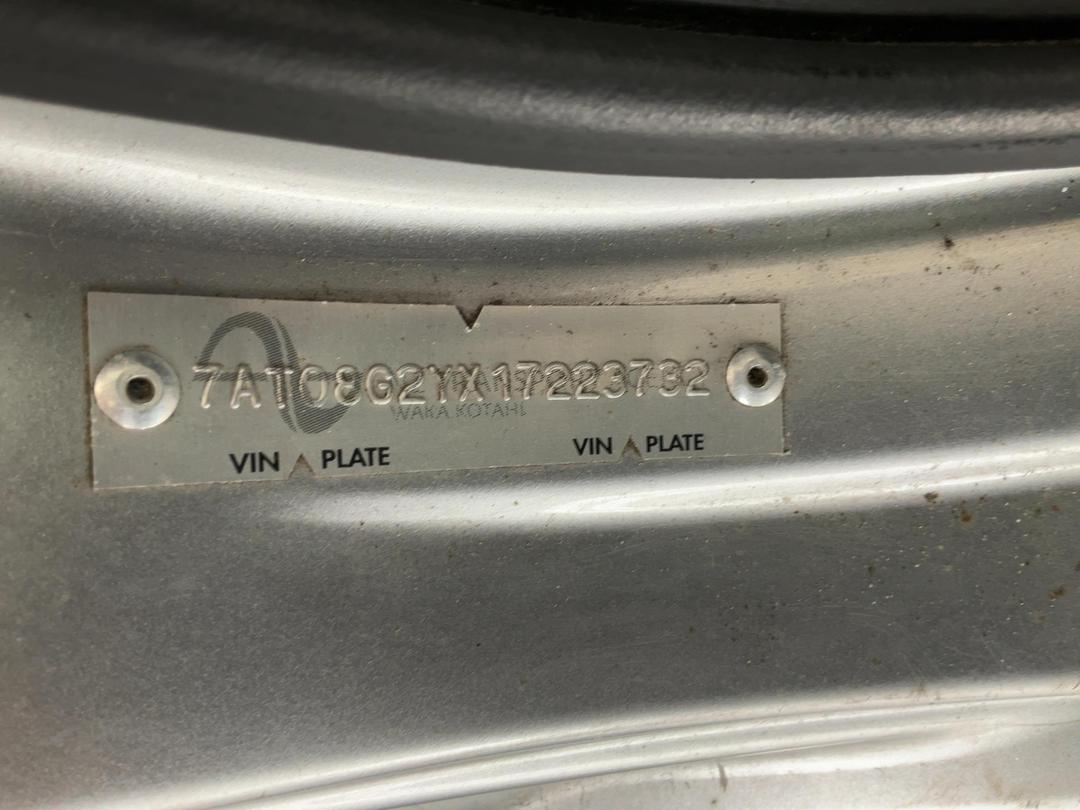 7AT08G2YX17223732
WAKA KOTAHI
VIN PLATE VIN PLATE